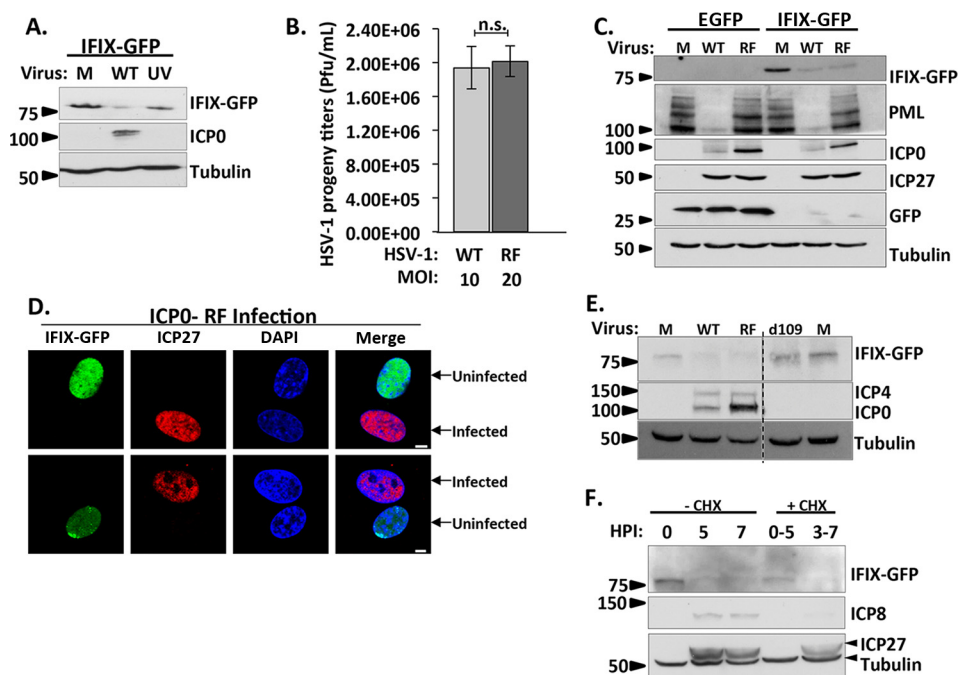 A.
IFIX-GFP
Virus: M WT UV
75 IFIX-GFP
100 ICP0
50 Tubulin
B.
HSV-1 progeny titers (Pfu/mL)
2.40E+06
2.00E+06
1.60E+06
1.20E+06
8.00E+05
4.00E+05
0.00E+00
n.s.
HSV-1: WT RF
MOI: 10 20
C.
EGFP IFIX-GFP
Virus: M WT RF M WT RF
75 IFIX-GFP
100 PML
100 ICP0
50 ICP27
25 GFP
50 Tubulin
D.
ICP0- RF Infection
IFIX-GFP ICP27 DAPI Merge
Uninfected
Infected
Infected
Uninfected
E.
Virus: M WT RF d109 M
75 IFIX-GFP
150 ICP4
100 ICP0
50 Tubulin
F.
- CHX + CHX
HPI: 0 5 7 0-5 3-7
75 IFIX-GFP
150 ICP8
ICP27
50 Tubulin